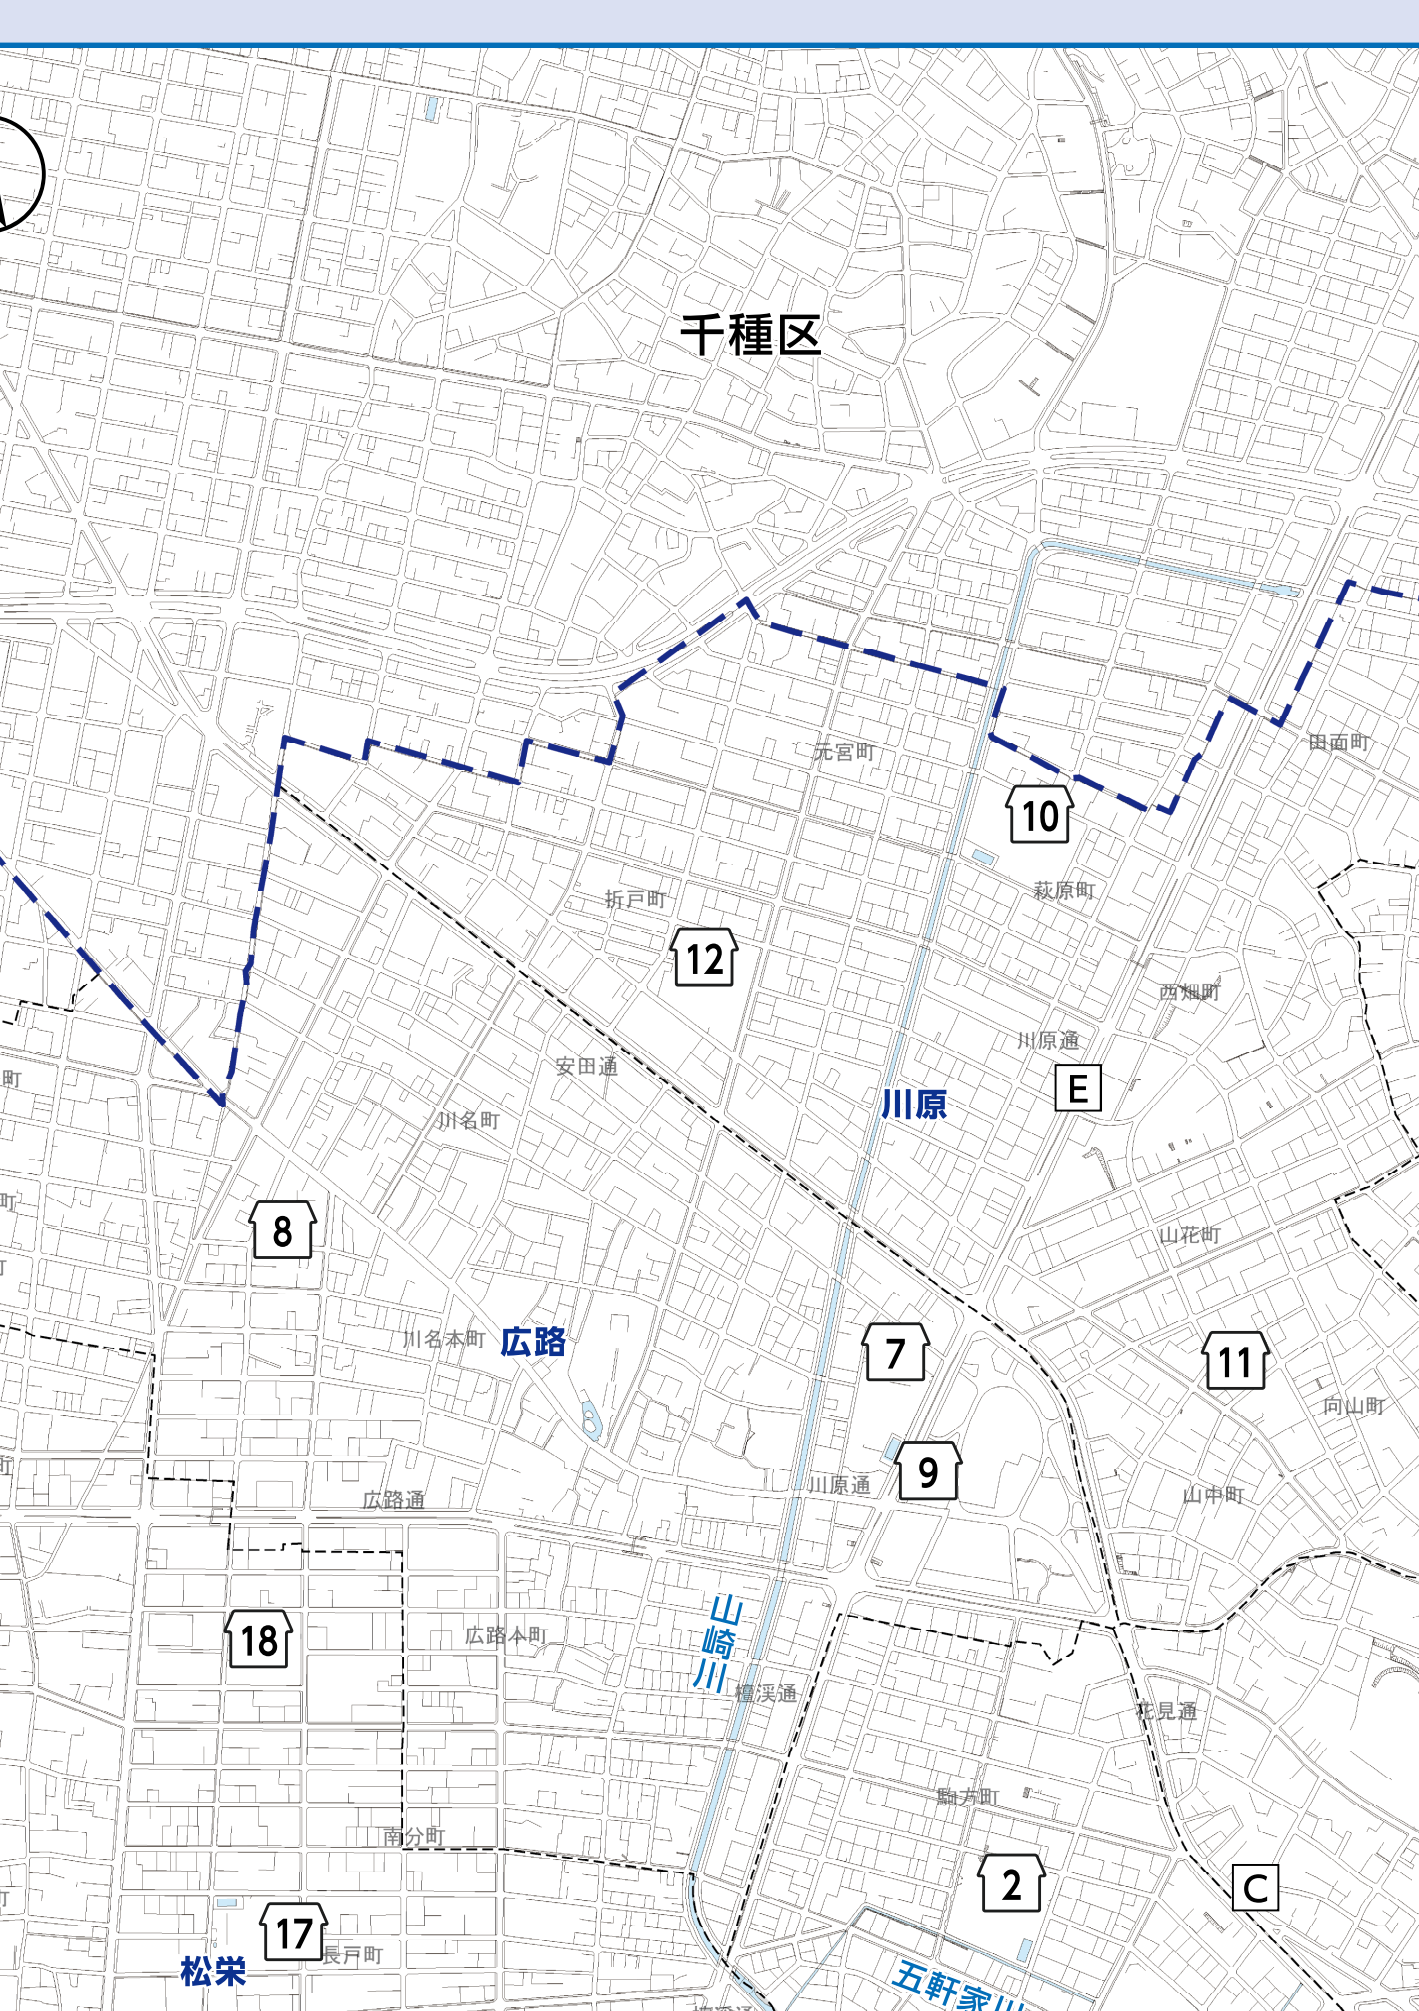 千種区
元宮町
田面町
10
折戸町
萩原町
12
西畑町
川原通
安田通
E
町
川原
川名町
町
8
山花町
川名本町
広路
7
11
向山町
9
川原通
広路通
山中町
町
18
広路本町
山崎川
檀渓通
花見通
駒方町
南分町
2
C
町
17
長戸町
松栄
五軒家川